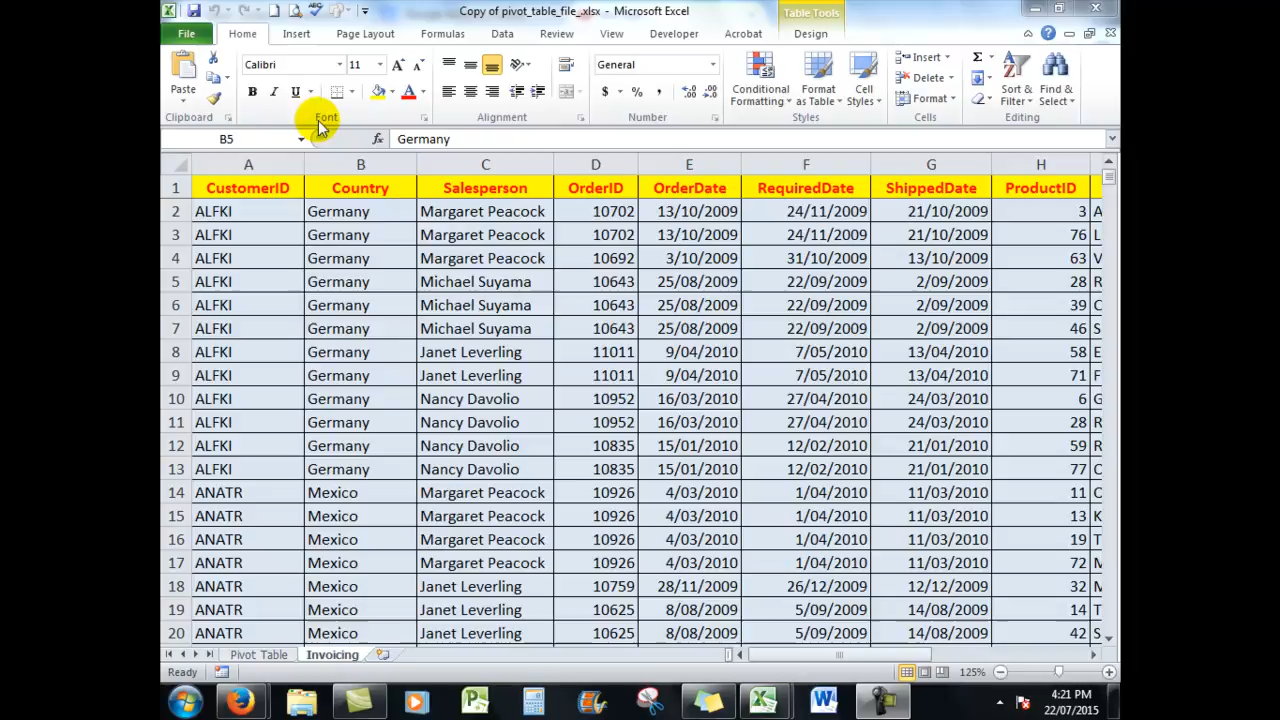 Copy of pivot_table_file_.xlsx - Microsoft Excel
Table Tools
File Home Insert Page Layout Formulas Data Review View Developer Acrobat Design
Paste
Clipboard
Calibri 11
B I U
Font
Alignment
General
$ % ,
Number
Conditional Formatting
Format as Table
Cell Styles
Styles
Insert
Delete
Format
Cells
Sort & Filter
Find & Select
Editing
B5 fx Germany
A B C D E F G H
1 CustomerID Country Salesperson OrderID OrderDate RequiredDate ShippedDate ProductID
2 ALFKI Germany Margaret Peacock 10702 13/10/2009 24/11/2009 21/10/2009 3 A
3 ALFKI Germany Margaret Peacock 10702 13/10/2009 24/11/2009 21/10/2009 76 L
4 ALFKI Germany Margaret Peacock 10692 3/10/2009 31/10/2009 13/10/2009 63 V
5 ALFKI Germany Michael Suyama 10643 25/08/2009 22/09/2009 2/09/2009 28 R
6 ALFKI Germany Michael Suyama 10643 25/08/2009 22/09/2009 2/09/2009 39 C
7 ALFKI Germany Michael Suyama 10643 25/08/2009 22/09/2009 2/09/2009 46 S
8 ALFKI Germany Janet Leverling 11011 9/04/2010 7/05/2010 13/04/2010 58 E
9 ALFKI Germany Janet Leverling 11011 9/04/2010 7/05/2010 13/04/2010 71 F
10 ALFKI Germany Nancy Davolio 10952 16/03/2010 27/04/2010 24/03/2010 6 G
11 ALFKI Germany Nancy Davolio 10952 16/03/2010 27/04/2010 24/03/2010 28 R
12 ALFKI Germany Nancy Davolio 10835 15/01/2010 12/02/2010 21/01/2010 59 R
13 ALFKI Germany Nancy Davolio 10835 15/01/2010 12/02/2010 21/01/2010 77 O
14 ANATR Mexico Margaret Peacock 10926 4/03/2010 1/04/2010 11/03/2010 11 Q
15 ANATR Mexico Margaret Peacock 10926 4/03/2010 1/04/2010 11/03/2010 13 K
16 ANATR Mexico Margaret Peacock 10926 4/03/2010 1/04/2010 11/03/2010 19 T
17 ANATR Mexico Margaret Peacock 10926 4/03/2010 1/04/2010 11/03/2010 72 M
18 ANATR Mexico Janet Leverling 10759 28/11/2009 26/12/2009 12/12/2009 32 M
19 ANATR Mexico Janet Leverling 10625 8/08/2009 5/09/2009 14/08/2009 14 T
20 ANATR Mexico Janet Leverling 10625 8/08/2009 5/09/2009 14/08/2009 42 S
Pivot Table Invoicing
Ready 125%
4:21 PM
22/07/2015